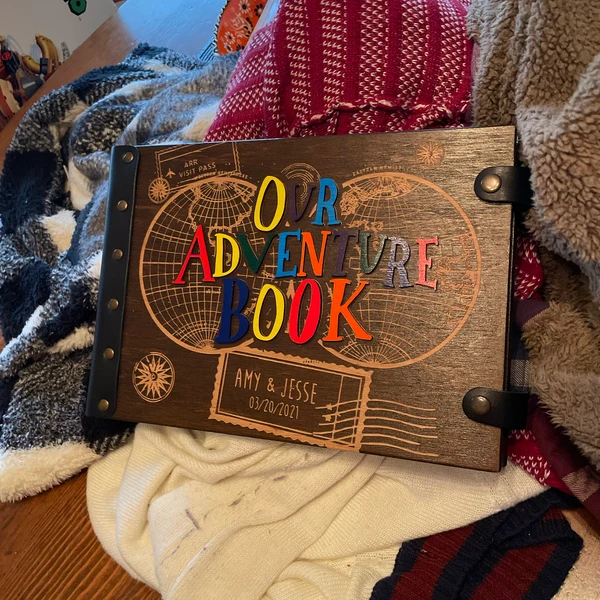 ARR
VISIT PASS
OUR
ADVENTURE
BOOK
AMY & JESSE
03/20/2021